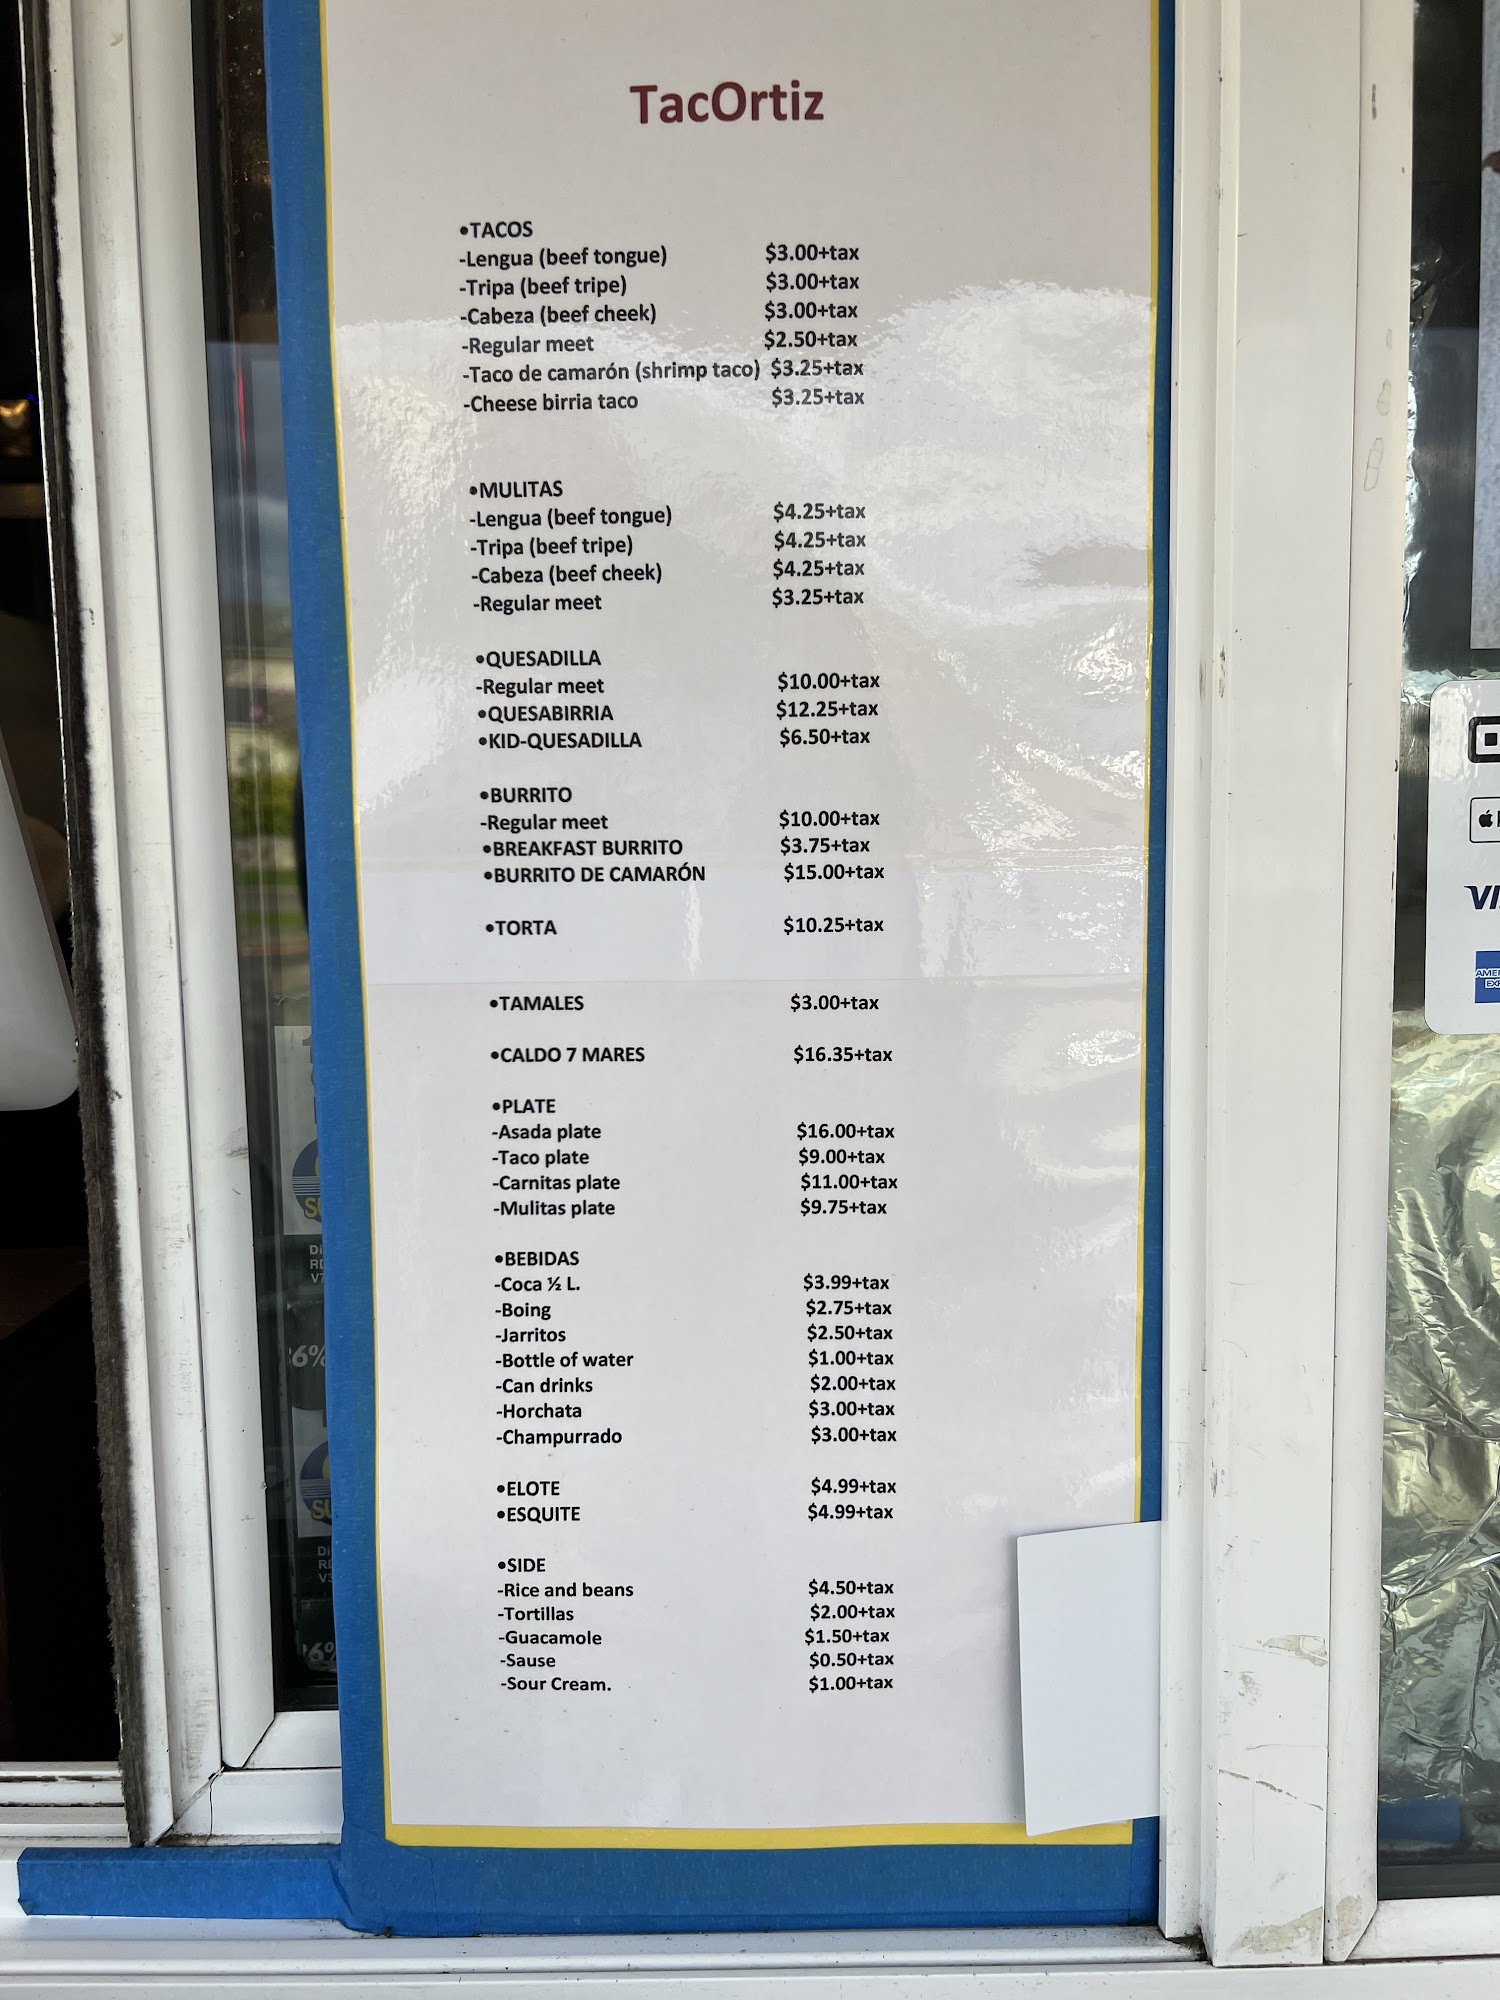 TacOrtiz
•TACOS
-Lengua (beef tongue) $3.00+tax
-Tripa (beef tripe) $3.00+tax
-Cabeza (beef cheek) $3.00+tax
-Regular meet $2.50+tax
-Taco de camarón (shrimp taco) $3.25+tax
-Cheese birria taco $3.25+tax
•MULITAS
-Lengua (beef tongue) $4.25+tax
-Tripa (beef tripe) $4.25+tax
-Cabeza (beef cheek) $4.25+tax
-Regular meet $3.25+tax
•QUESADILLA
-Regular meet $10.00+tax
•QUESABIRRIA $12.25+tax
•KID-QUESADILLA $6.50+tax
•BURRITO
-Regular meet $10.00+tax
•BREAKFAST BURRITO $3.75+tax
•BURRITO DE CAMARÓN $15.00+tax
•TORTA $10.25+tax
•TAMALES $3.00+tax
•CALDO 7 MARES $16.35+tax
•PLATE
-Asada plate $16.00+tax
-Taco plate $9.00+tax
-Carnitas plate $11.00+tax
-Mulitas plate $9.75+tax
•BEBIDAS
-Coca ½ L. $3.99+tax
-Boing $2.75+tax
-Jarritos $2.50+tax
-Bottle of water $1.00+tax
-Can drinks $2.00+tax
-Horchata $3.00+tax
-Champurrado $3.00+tax
•ELOTE $4.99+tax
•ESQUITE $4.99+tax
•SIDE
-Rice and beans $4.50+tax
-Tortillas $2.00+tax
-Guacamole $1.50+tax
-Sause $0.50+tax
-Sour Cream. $1.00+tax